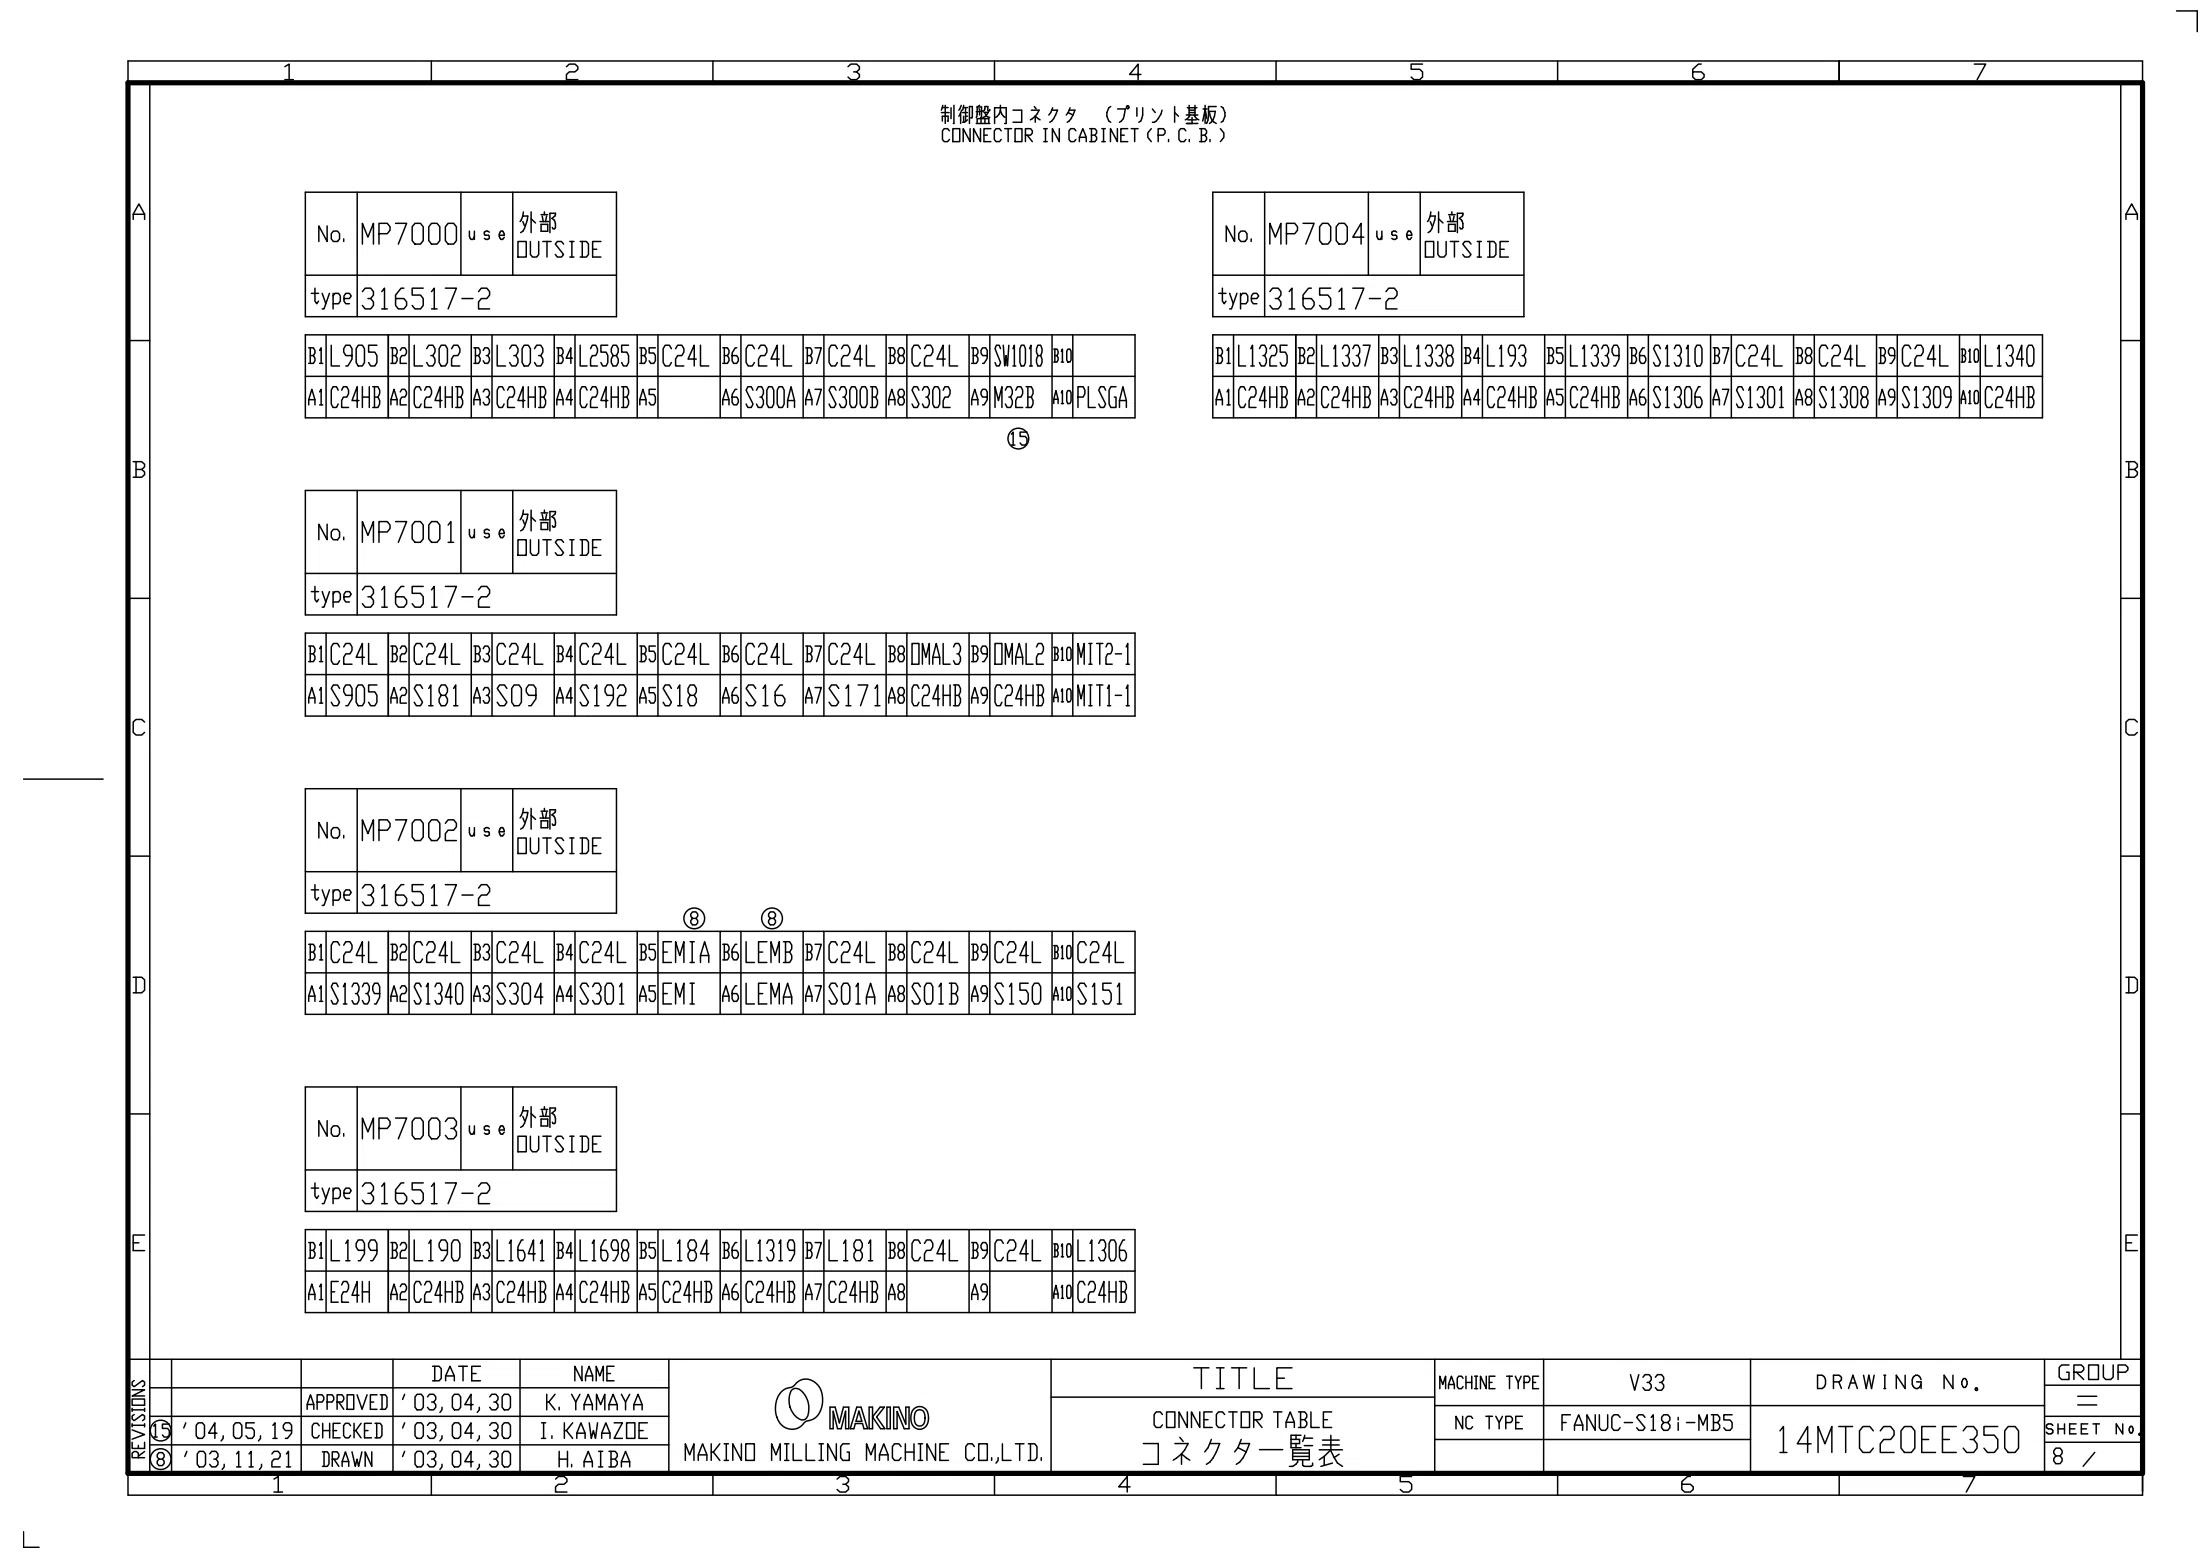 1 2 3 4 5 6 7
制御盤内コネクタ （プリント基板）
CONNECTOR IN CABINET (P. C. B. )
A A
No. MP7000 use 外部 OUTSIDE
type 316517-2
B1 L905 B2 L302 B3 L303 B4 L2585 B5 C24L B6 C24L B7 C24L B8 C24L B9 SW1018 B10
A1 C24HB A2 C24HB A3 C24HB A4 C24HB A5 A6 S300A A7 S300B A8 S302 A9 M32B A10 PLSGA
⑮
No. MP7004 use 外部 OUTSIDE
type 316517-2
B1 L1325 B2 L1337 B3 L1338 B4 L193 B5 L1339 B6 S1310 B7 C24L B8 C24L B9 C24L B10 L1340
A1 C24HB A2 C24HB A3 C24HB A4 C24HB A5 C24HB A6 S1306 A7 S1301 A8 S1308 A9 S1309 A10 C24HB
B B
No. MP7001 use 外部 OUTSIDE
type 316517-2
B1 C24L B2 C24L B3 C24L B4 C24L B5 C24L B6 C24L B7 C24L B8 OMAL3 B9 OMAL2 B10 MIT2-1
A1 S905 A2 S181 A3 S09 A4 S192 A5 S18 A6 S16 A7 S171 A8 C24HB A9 C24HB A10 MIT1-1
C C
No. MP7002 use 外部 OUTSIDE
type 316517-2
⑧ ⑧
B1 C24L B2 C24L B3 C24L B4 C24L B5 EMIA B6 LEMB B7 C24L B8 C24L B9 C24L B10 C24L
A1 S1339 A2 S1340 A3 S304 A4 S301 A5 EMI A6 LEMA A7 S01A A8 S01B A9 S150 A10 S151
D D
No. MP7003 use 外部 OUTSIDE
type 316517-2
B1 L199 B2 L190 B3 L1641 B4 L1698 B5 L184 B6 L1319 B7 L181 B8 C24L B9 C24L B10 L1306
A1 E24H A2 C24HB A3 C24HB A4 C24HB A5 C24HB A6 C24HB A7 C24HB A8 A9 A10 C24HB
E E
REVISIONS
DATE NAME
APPROVED '03,04,30 K. YAMAYA
⑮ '04,05,19 CHECKED '03,04,30 I. KAWAZOE
⑧ '03,11,21 DRAWN '03,04,30 H. AIBA
MAKINO
MAKINO MILLING MACHINE CO.,LTD.
TITLE
CONNECTOR TABLE
コネクタ一覧表
MACHINE TYPE V33
NC TYPE FANUC-S18i-MB5
DRAWING No.
14MTC20EE350
GROUP
=
SHEET No.
8 /
1 2 3 4 5 6 7